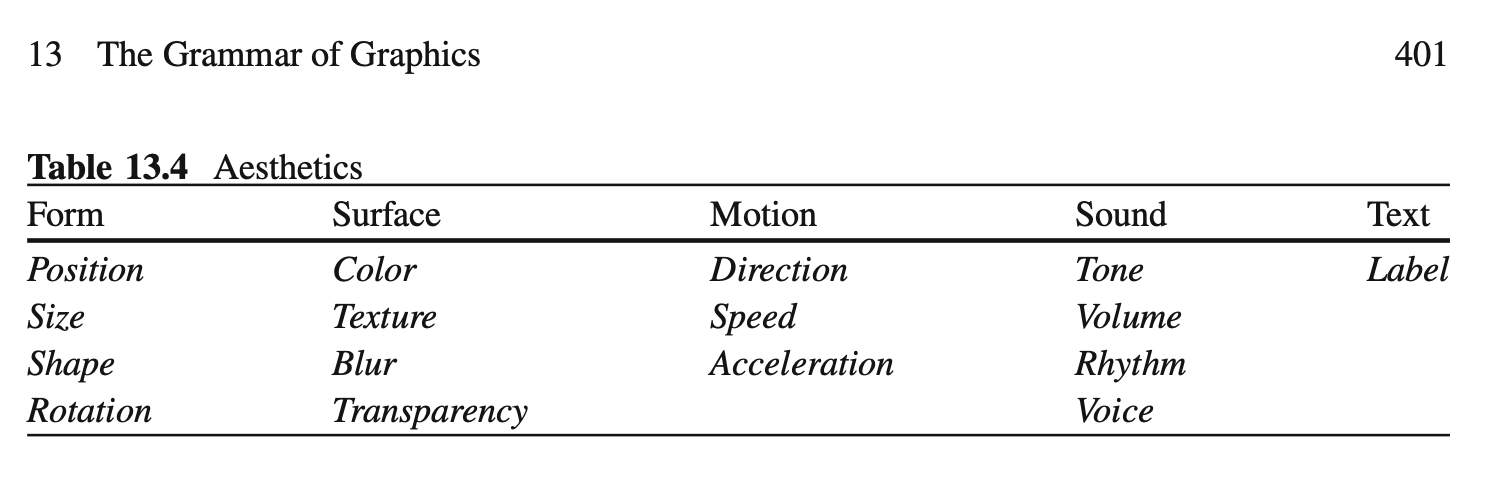 13 The Grammar of Graphics 401
Table 13.4 Aesthetics
Form Surface Motion Sound Text
Position Color Direction Tone Label
Size Texture Speed Volume
Shape Blur Acceleration Rhythm
Rotation Transparency Voice